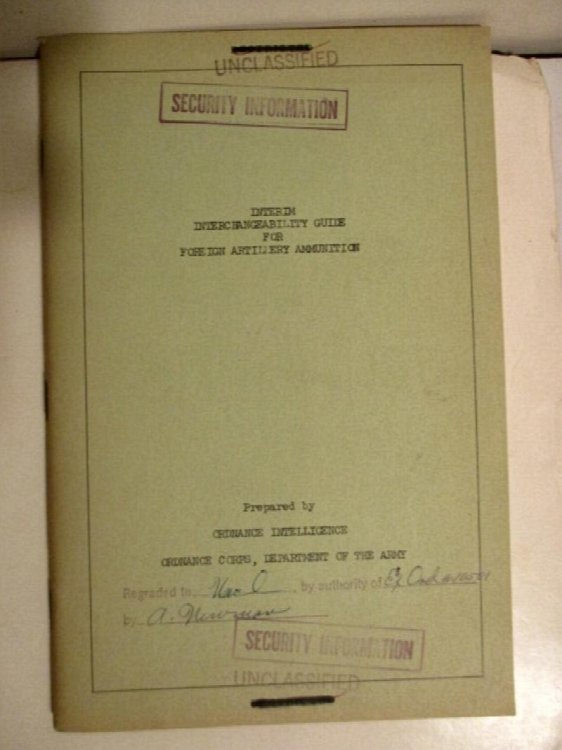 UNCLASSIFIED
SECURITY INFORMATION
INTERIM
INTERCHANGEABILITY GUIDE
FOR
FOREIGN ARTILLERY AMMUNITION
Prepared by
ORDNANCE INTELLIGENCE
ORDNANCE CORPS, DEPARTMENT OF THE ARMY
Regraded to by authority of
by A. Newman
SECURITY INFORMATION
UNCLASSIFIED